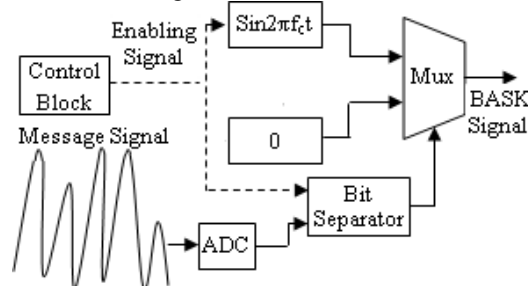 Sin2πf_ct
Enabling
Signal
Control
Block
Mux
BASK
Signal
Message Signal
0
Bit
Separator
ADC